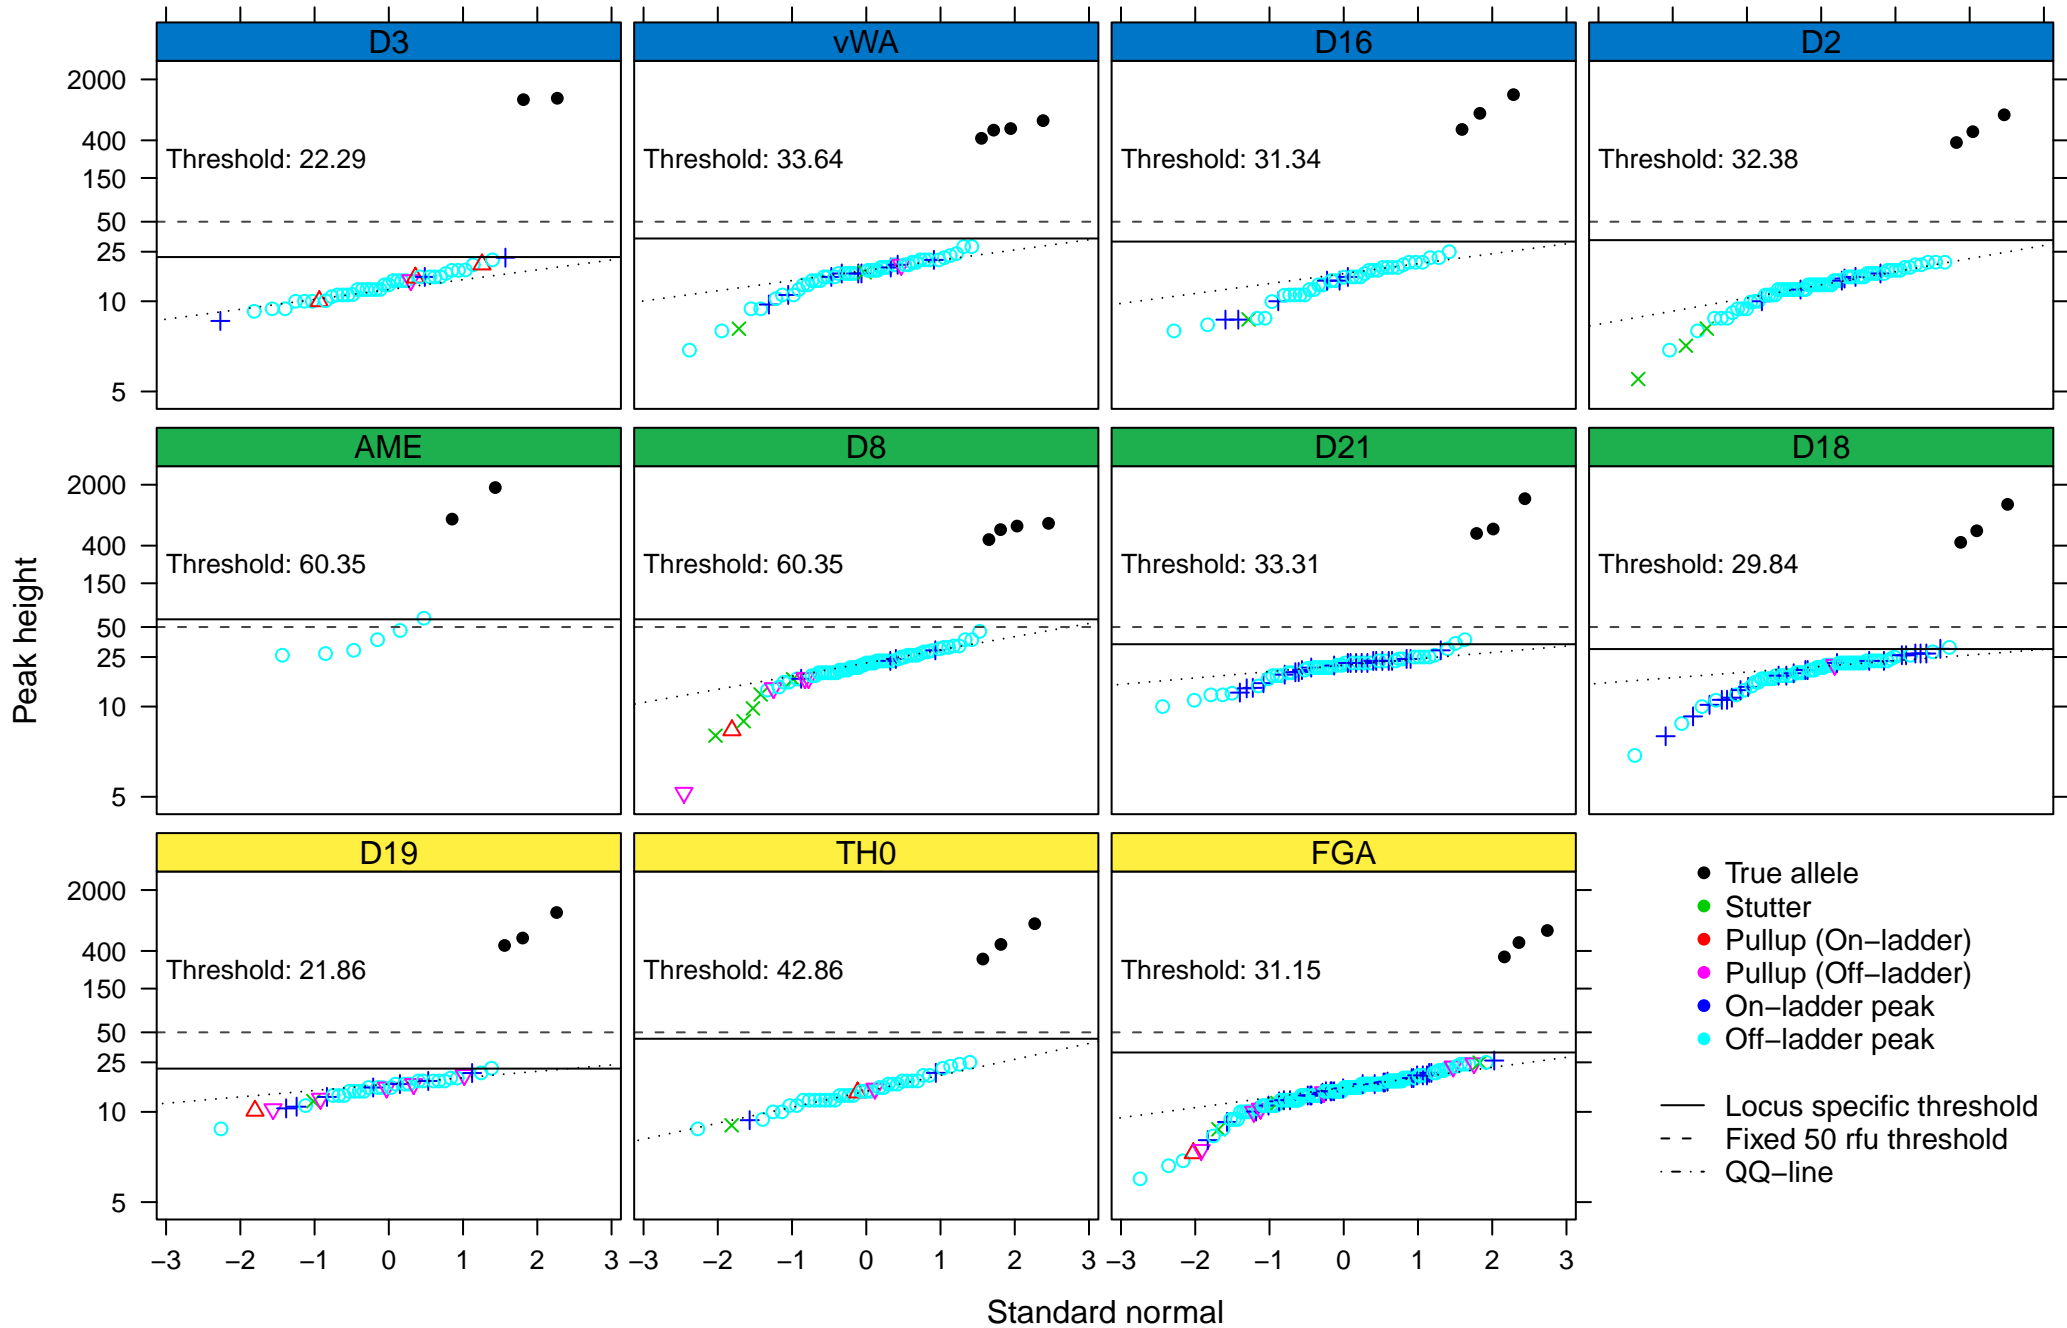 D3 vWA D16 D2
2000
400
150
50
25
10
5
Threshold: 22.29
Threshold: 33.64
Threshold: 31.34
Threshold: 32.38
AME D8 D21 D18
2000
400
150
50
25
10
5
Threshold: 60.35
Threshold: 60.35
Threshold: 33.31
Threshold: 29.84
Peak height
D19 TH0 FGA
2000
400
150
50
25
10
5
Threshold: 21.86
Threshold: 42.86
Threshold: 31.15
True allele
Stutter
Pullup (On−ladder)
Pullup (Off−ladder)
On−ladder peak
Off−ladder peak
Locus specific threshold
Fixed 50 rfu threshold
QQ−line
−3 −2 −1 0 1 2 3 −3 −2 −1 0 1 2 3 −3 −2 −1 0 1 2 3
Standard normal